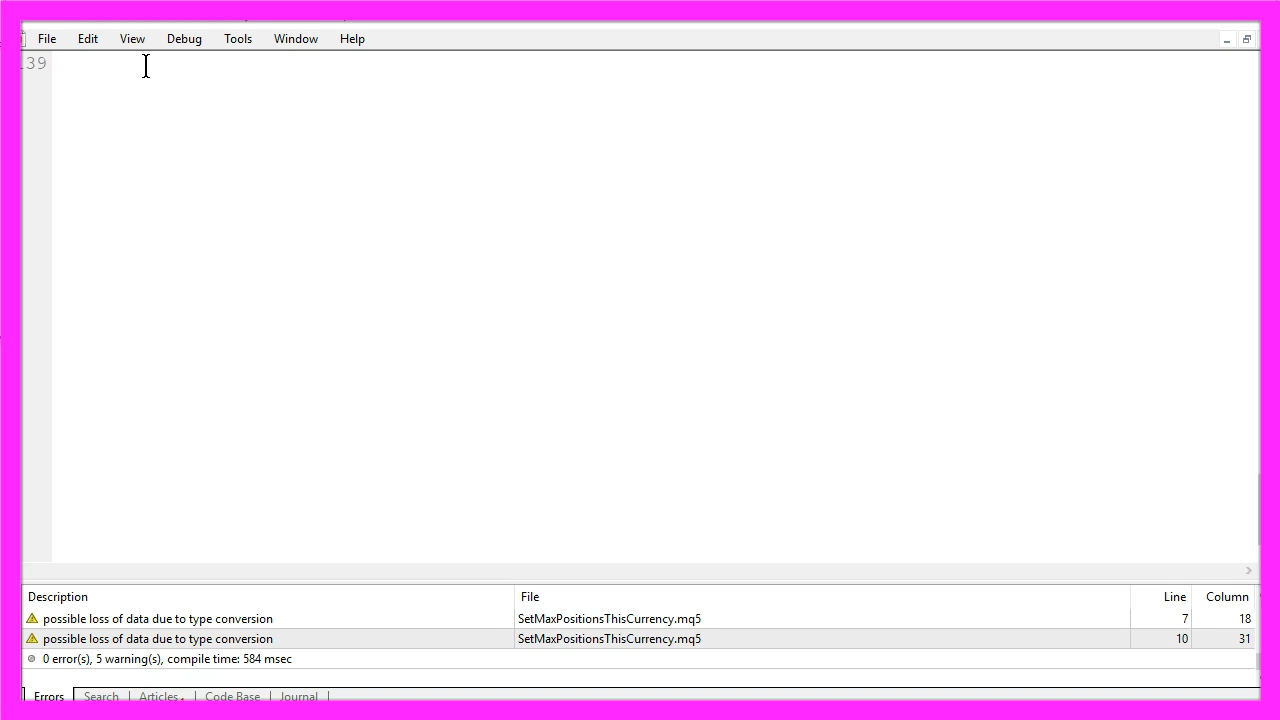 File Edit View Debug Tools Window Help
139
Description File Line Column
possible loss of data due to type conversion SetMaxPositionsThisCurrency.mq5 7 18
possible loss of data due to type conversion SetMaxPositionsThisCurrency.mq5 10 31
0 error(s), 5 warning(s), compile time: 584 msec
Errors Search Articles Code Base Journal